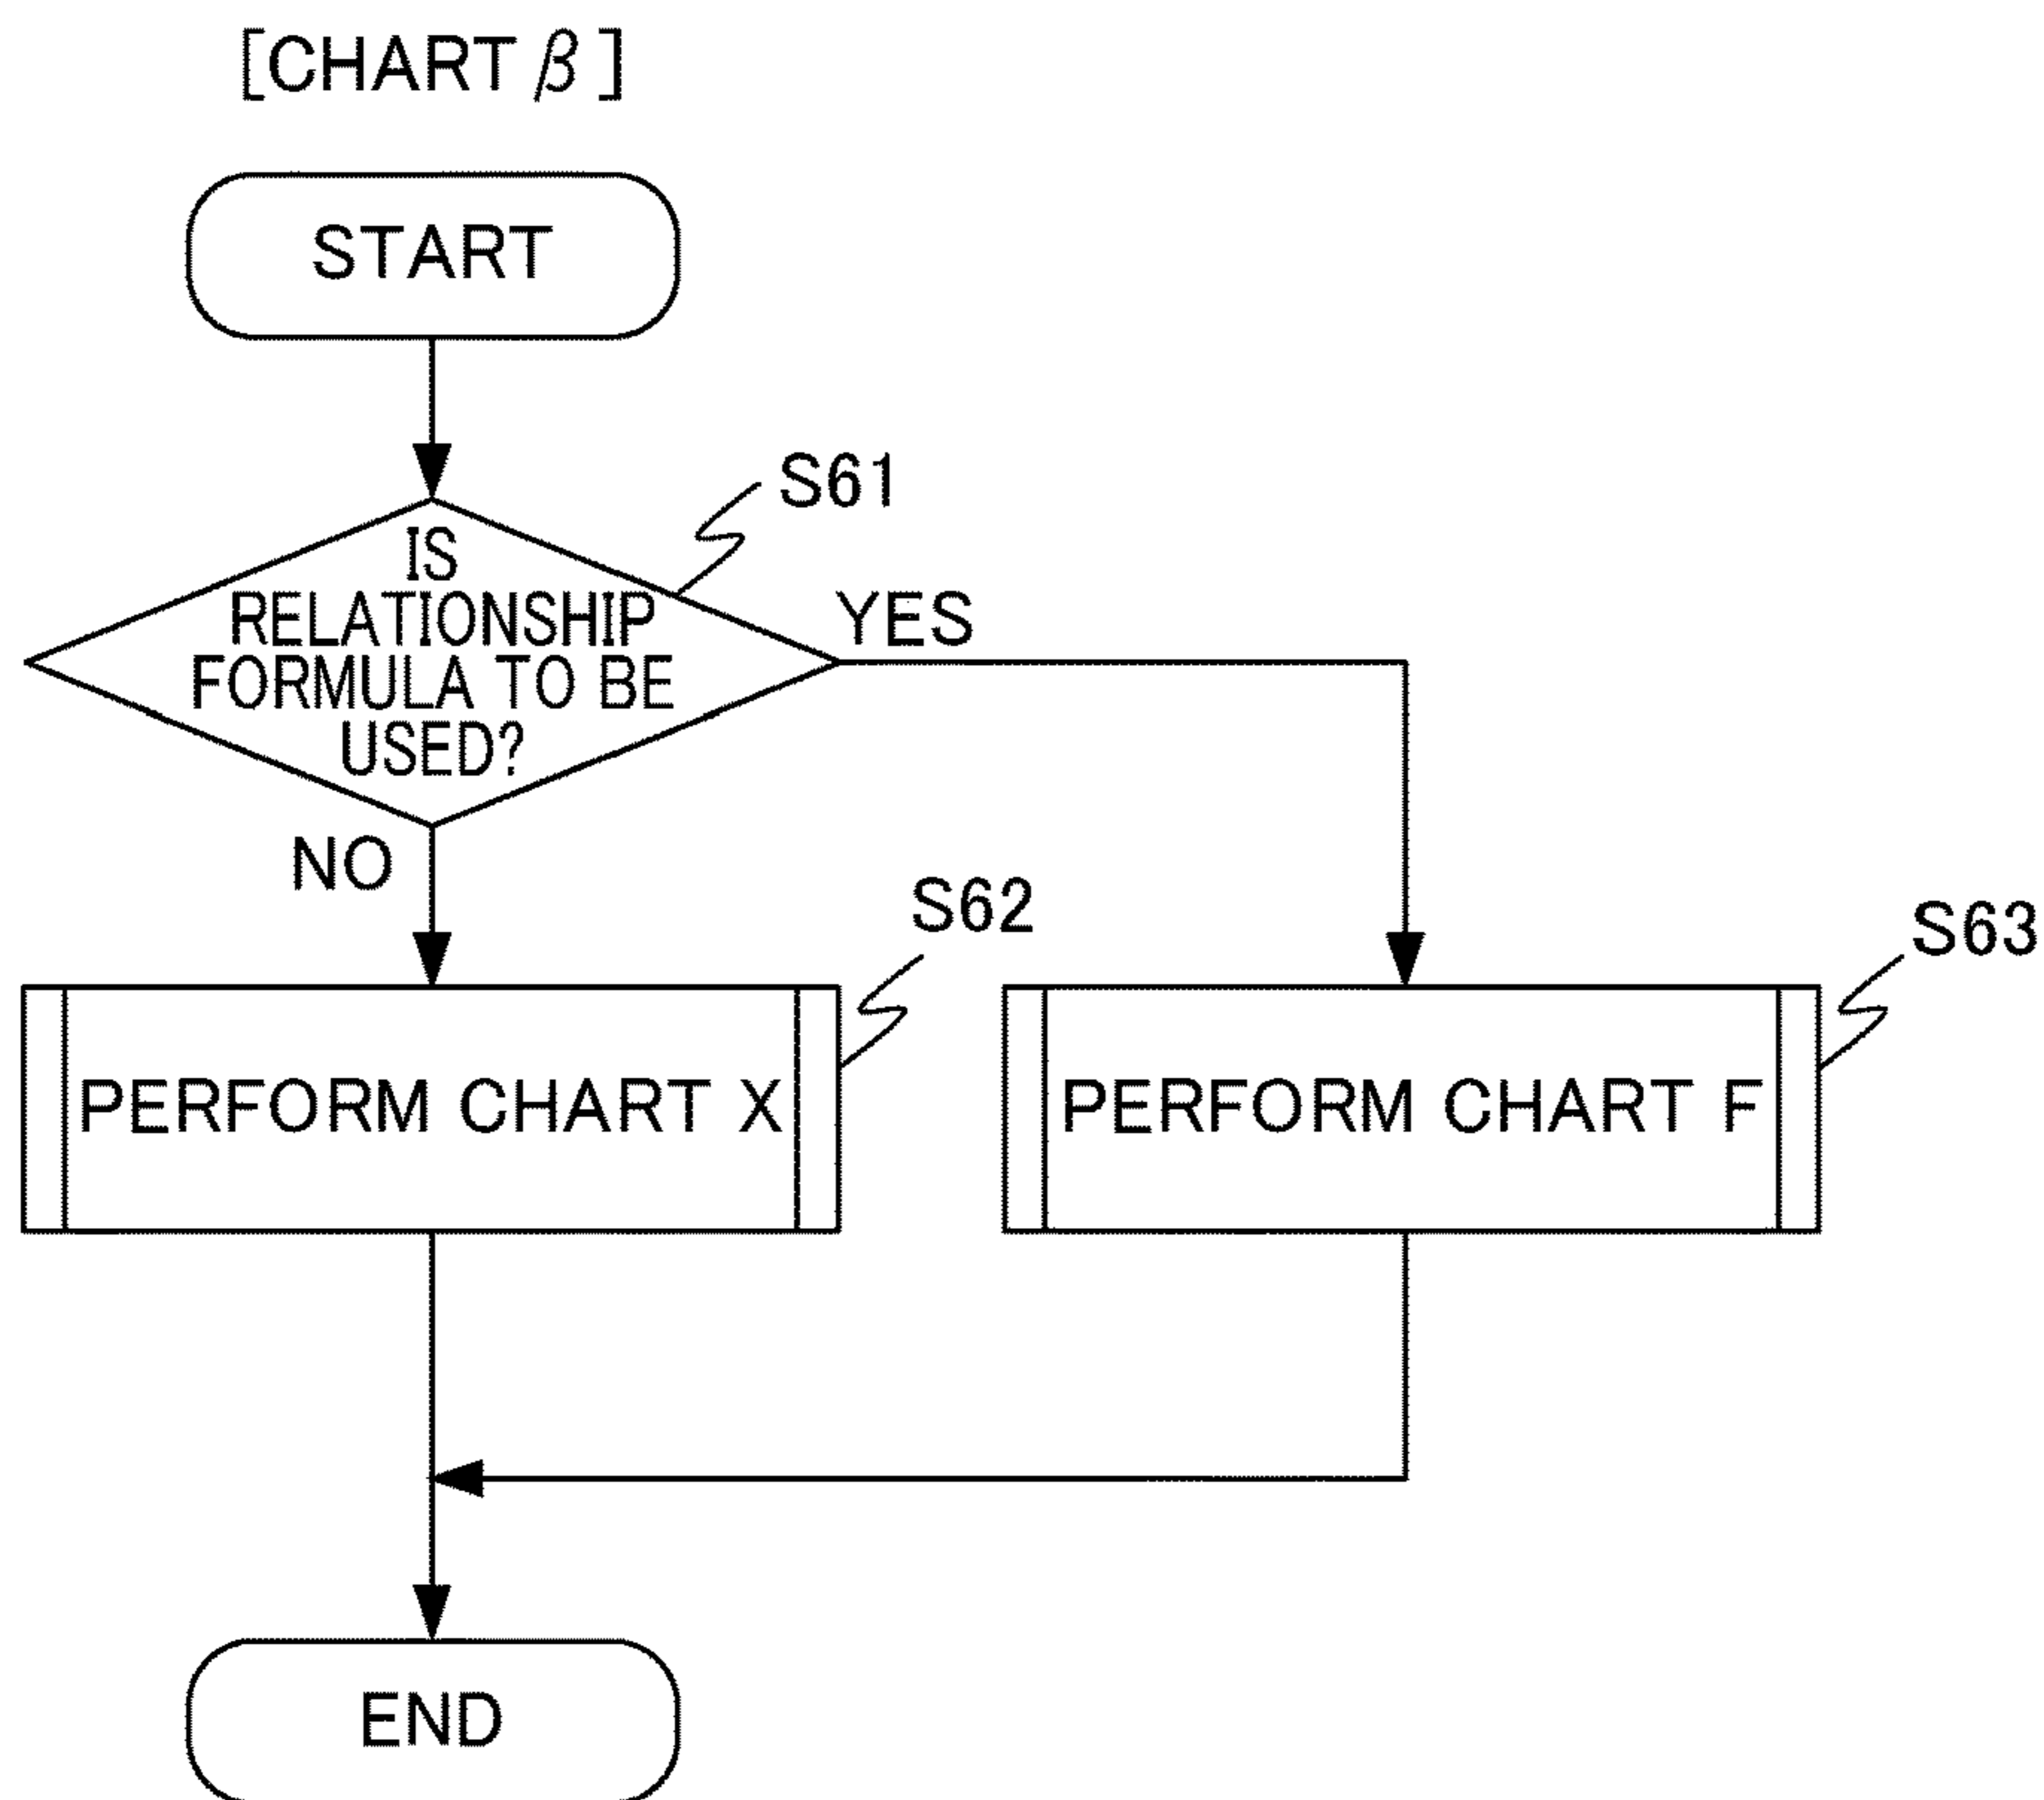 [CHART β]
START
S61
IS
RELATIONSHIP
FORMULA TO BE
USED?
YES
NO
S62
S63
PERFORM CHART X
PERFORM CHART F
END